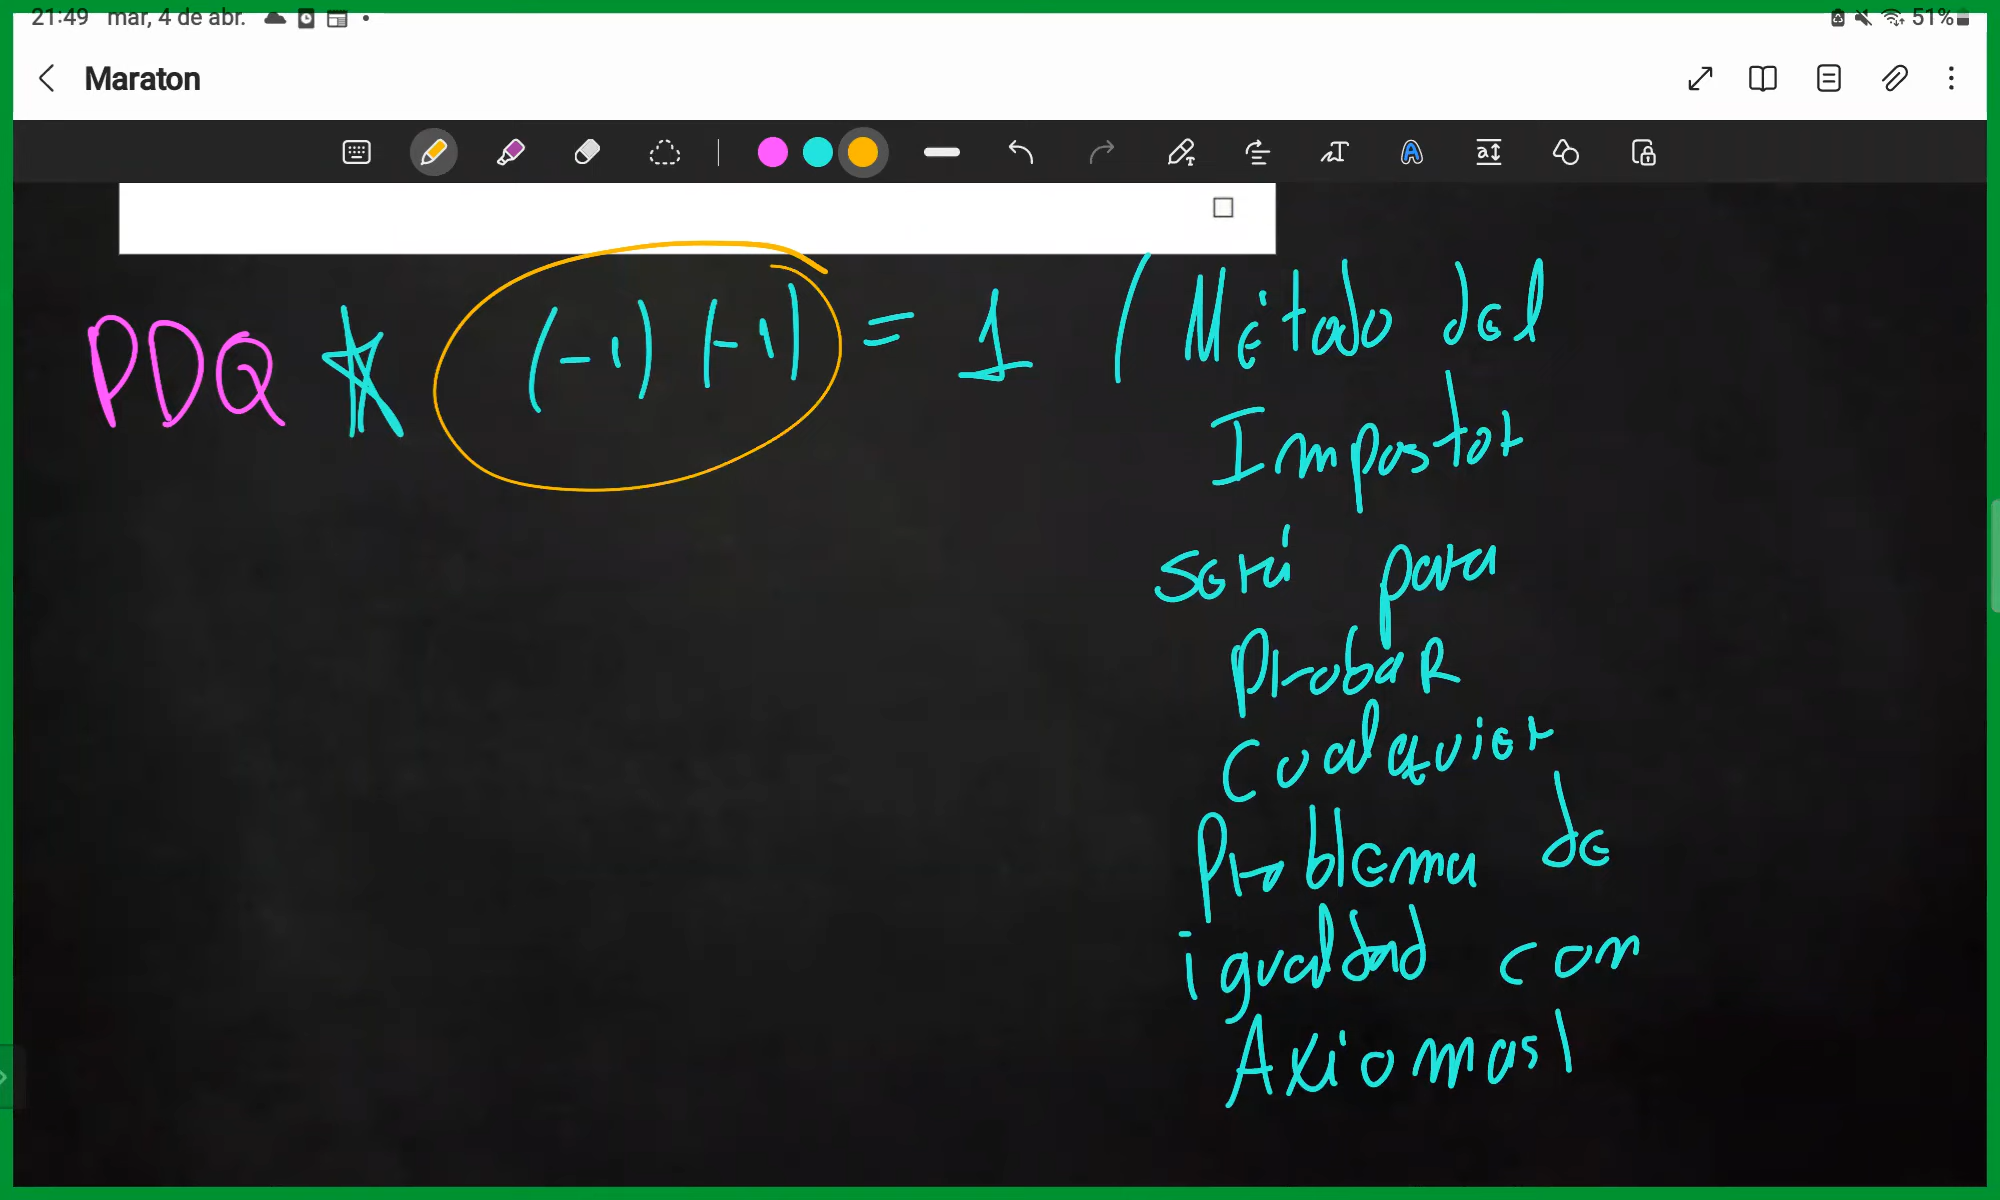 21:49 mar, 4 de abr. 51%
Maraton
PDQ ☆ (-1) (-1) = 1 (Método del
Impostor
será para
Probar
Cualquier
Problema de
igualdad con
Axiomas)